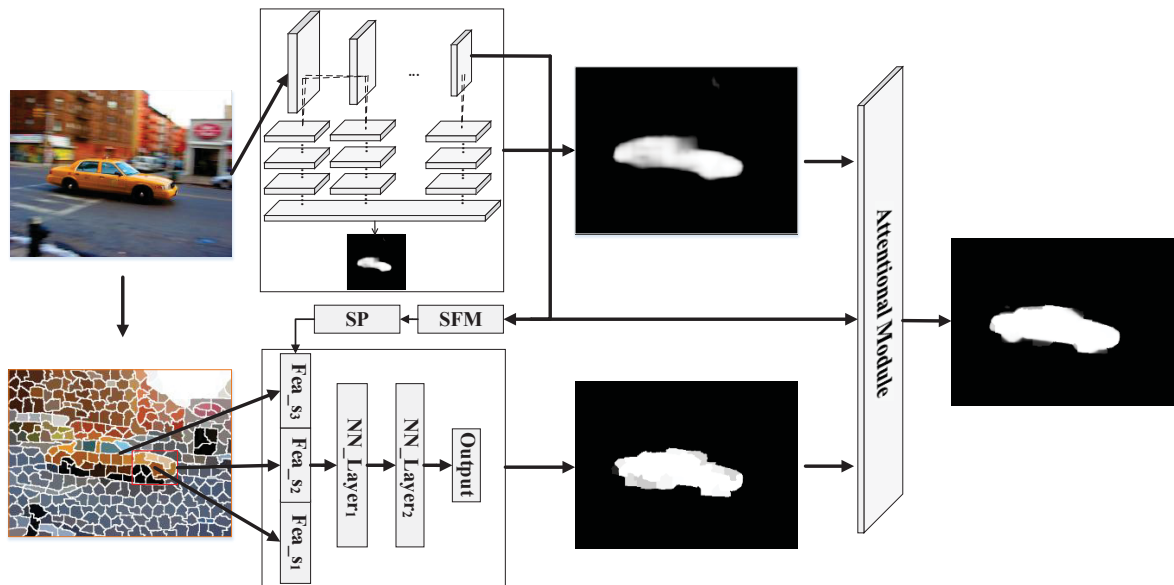 ...
SP
SFM
Fea_s3
Fea_s2
Fea_s1
NN_Layer1
NN_Layer2
Output
Attentional Module